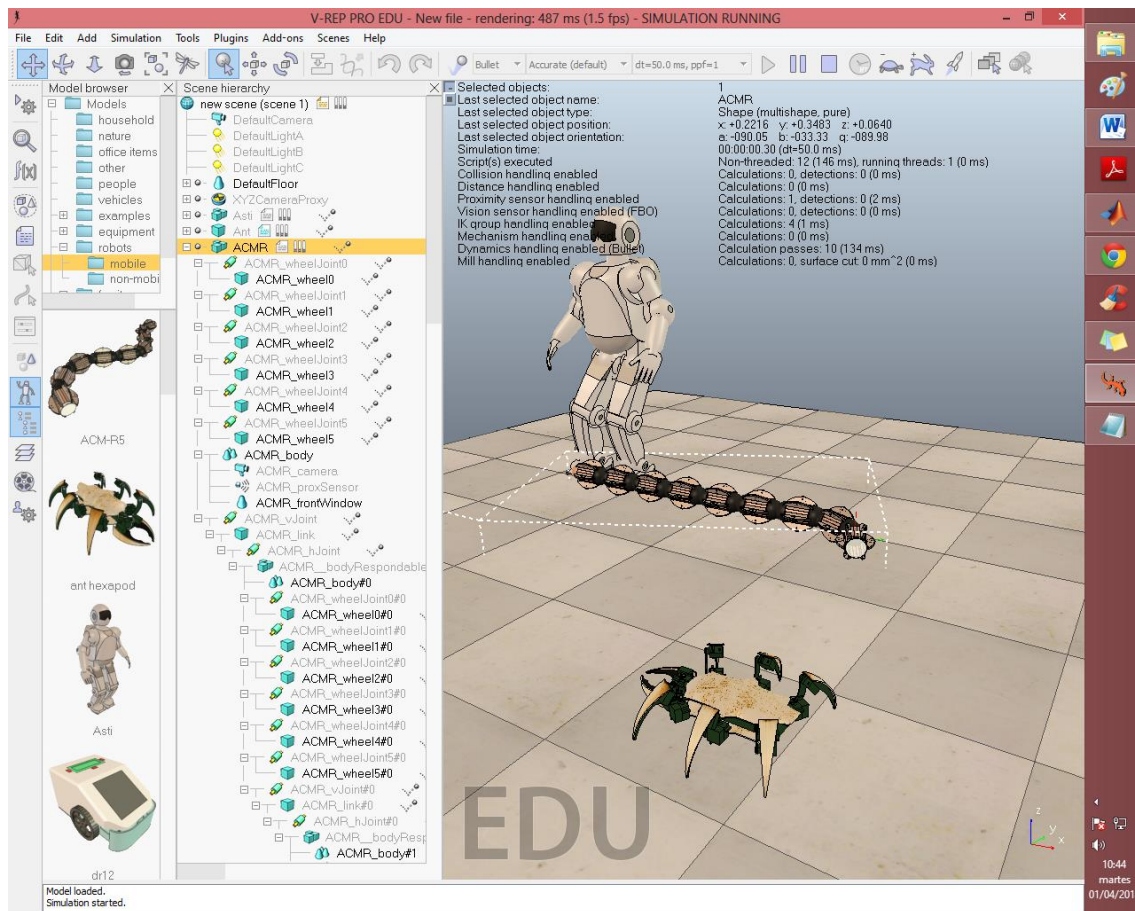 V-REP PRO EDU - New file - rendering: 487 ms (1.5 fps) - SIMULATION RUNNING
File Edit Add Simulation Tools Plugins Add-ons Scenes Help
Bullet Accurate (default) dt=50.0 ms, ppf=1
Model browser
Models
household
nature
office items
other
people
vehicles
examples
equipment
robots
mobile
non-mobi
ACM-R5
ant hexapod
Asti
dr12
Scene hierarchy
new scene (scene 1)
DefaultCamera
DefaultLightA
DefaultLightB
DefaultLightC
DefaultFloor
XYZCameraProxy
Asti
Ant
ACMR
ACMR_wheelJoint0
ACMR_wheel0
ACMR_wheelJoint1
ACMR_wheel1
ACMR_wheelJoint2
ACMR_wheel2
ACMR_wheelJoint3
ACMR_wheel3
ACMR_wheelJoint4
ACMR_wheel4
ACMR_wheelJoint5
ACMR_wheel5
ACMR_body
ACMR_camera
ACMR_proxSensor
ACMR_frontWindow
ACMR_vJoint
ACMR_link
ACMR_hJoint
ACMR__bodyRespondable
ACMR_body#0
ACMR_wheelJoint0#0
ACMR_wheel0#0
ACMR_wheelJoint1#0
ACMR_wheel1#0
ACMR_wheelJoint2#0
ACMR_wheel2#0
ACMR_wheelJoint3#0
ACMR_wheel3#0
ACMR_wheelJoint4#0
ACMR_wheel4#0
ACMR_wheelJoint5#0
ACMR_wheel5#0
ACMR_vJoint#0
ACMR_link#0
ACMR_hJoint#0
ACMR__bodyResp
ACMR_body#1
Selected objects: 1
Last selected object name: ACMR
Last selected object type: Shape (multishape, pure)
Last selected object position: x: +0.2216 y: +0.3483 z: +0.0640
Last selected object orientation: a: -090.05 b: -033.33 g: -089.98
Simulation time: 00:00:00.30 (dt=50.0 ms)
Script(s) executed Non-threaded: 12 (146 ms), running threads: 1 (0 ms)
Collision handling enabled Calculations: 0, detections: 0 (0 ms)
Distance handling enabled Calculations: 0 (0 ms)
Proximity sensor handling enabled Calculations: 1, detections: 0 (2 ms)
Vision sensor handling enabled (FBO) Calculations: 0, detections: 0 (0 ms)
IK group handling enabled Calculations: 4 (1 ms)
Mechanism handling enabled Calculations: 0 (0 ms)
Dynamics handling enabled (Bullet) Calculation passes: 10 (134 ms)
Mill handling enabled Calculations: 0, surface cut: 0 mm^2 (0 ms)
EDU
z
y
x
Model loaded.
Simulation started.
f(x)
W
10:44
martes
01/04/201